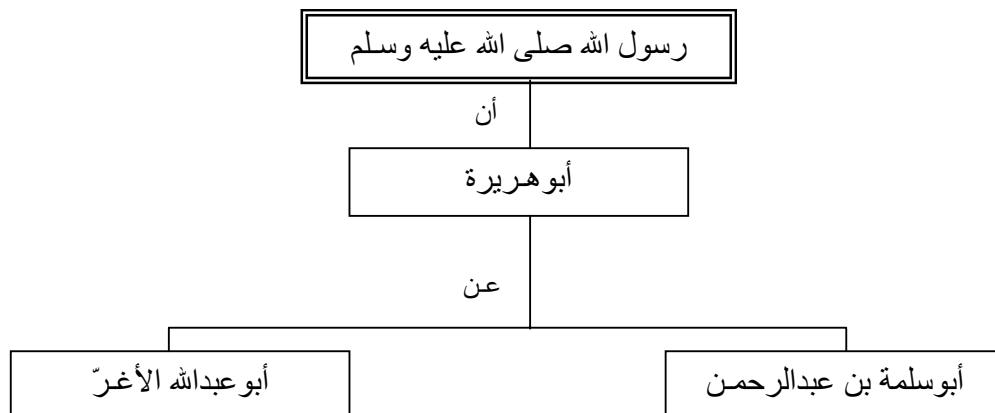 رسول الله صلى الله عليه وسلم
أن
أبوهريرة
عن
أبوسلمة بن عبدالرحمن
أبوعبدالله الأغرّ